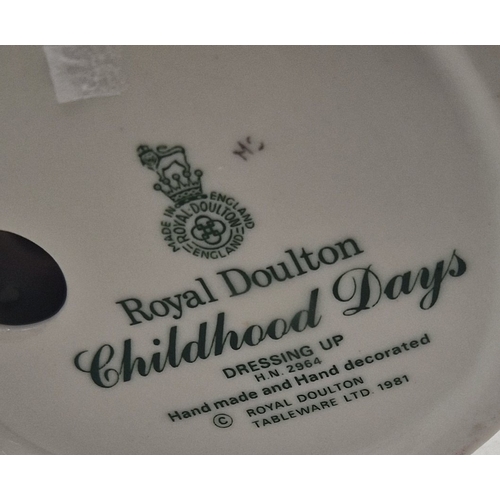 MS
MADE IN ENGLAND
ROYAL DOULTON
ENGLAND
Royal Doulton
Childhood Days
DRESSING UP
H.N. 2964
Hand made and Hand decorated
© ROYAL DOULTON
TABLEWARE LTD. 1981